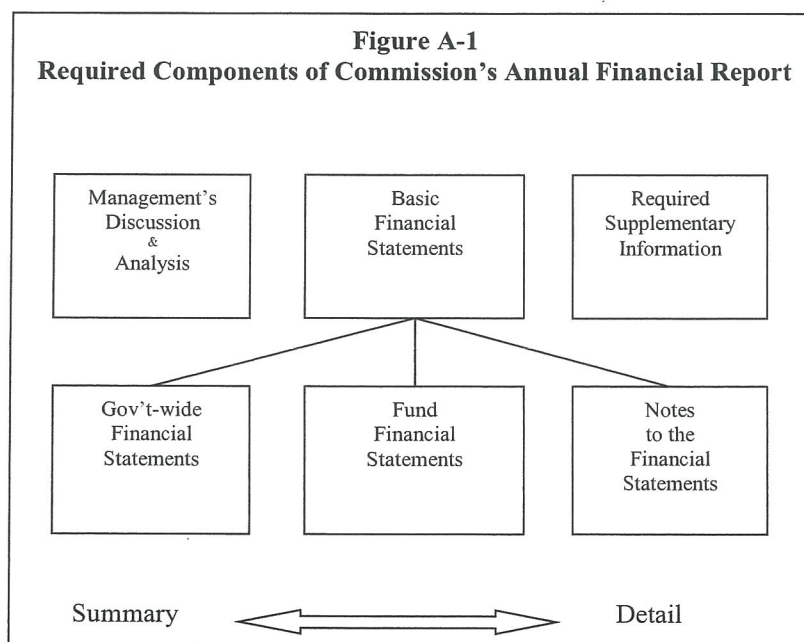 Figure A-1
Required Components of Commission's Annual Financial Report
Management's
Discussion
&
Analysis
Basic
Financial
Statements
Required
Supplementary
Information
Gov't-wide
Financial
Statements
Fund
Financial
Statements
Notes
to the
Financial
Statements
Summary
Detail